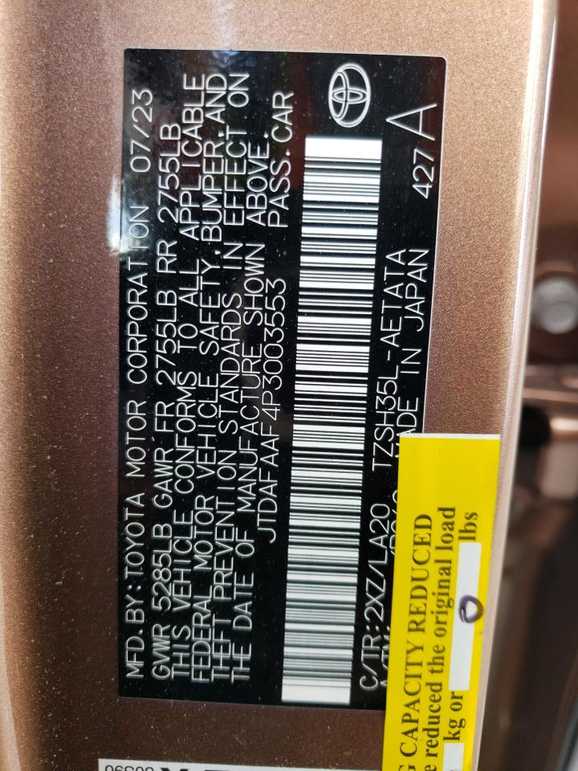 MFD. BY: TOYOTA MOTOR CORPORATION 07/23
GWR 5285LB GAWR FR 2755LB RR 2755LB
THIS VEHICLE CONFORMS TO ALL APPLICABLE
FEDERAL MOTOR VEHICLE SAFETY, BUMPER, AND
THEFT PREVENTION STANDARDS IN EFFECT ON
THE DATE OF MANUFACTURE SHOWN ABOVE.
JTDAFAAF4P3003553 PASS. CAR
C/TR: 2XZ/LA20 TZSH35L-AETATA
MADE IN JAPAN 427 A
CAPACITY REDUCED
reduced the original load
kg or 0 lbs